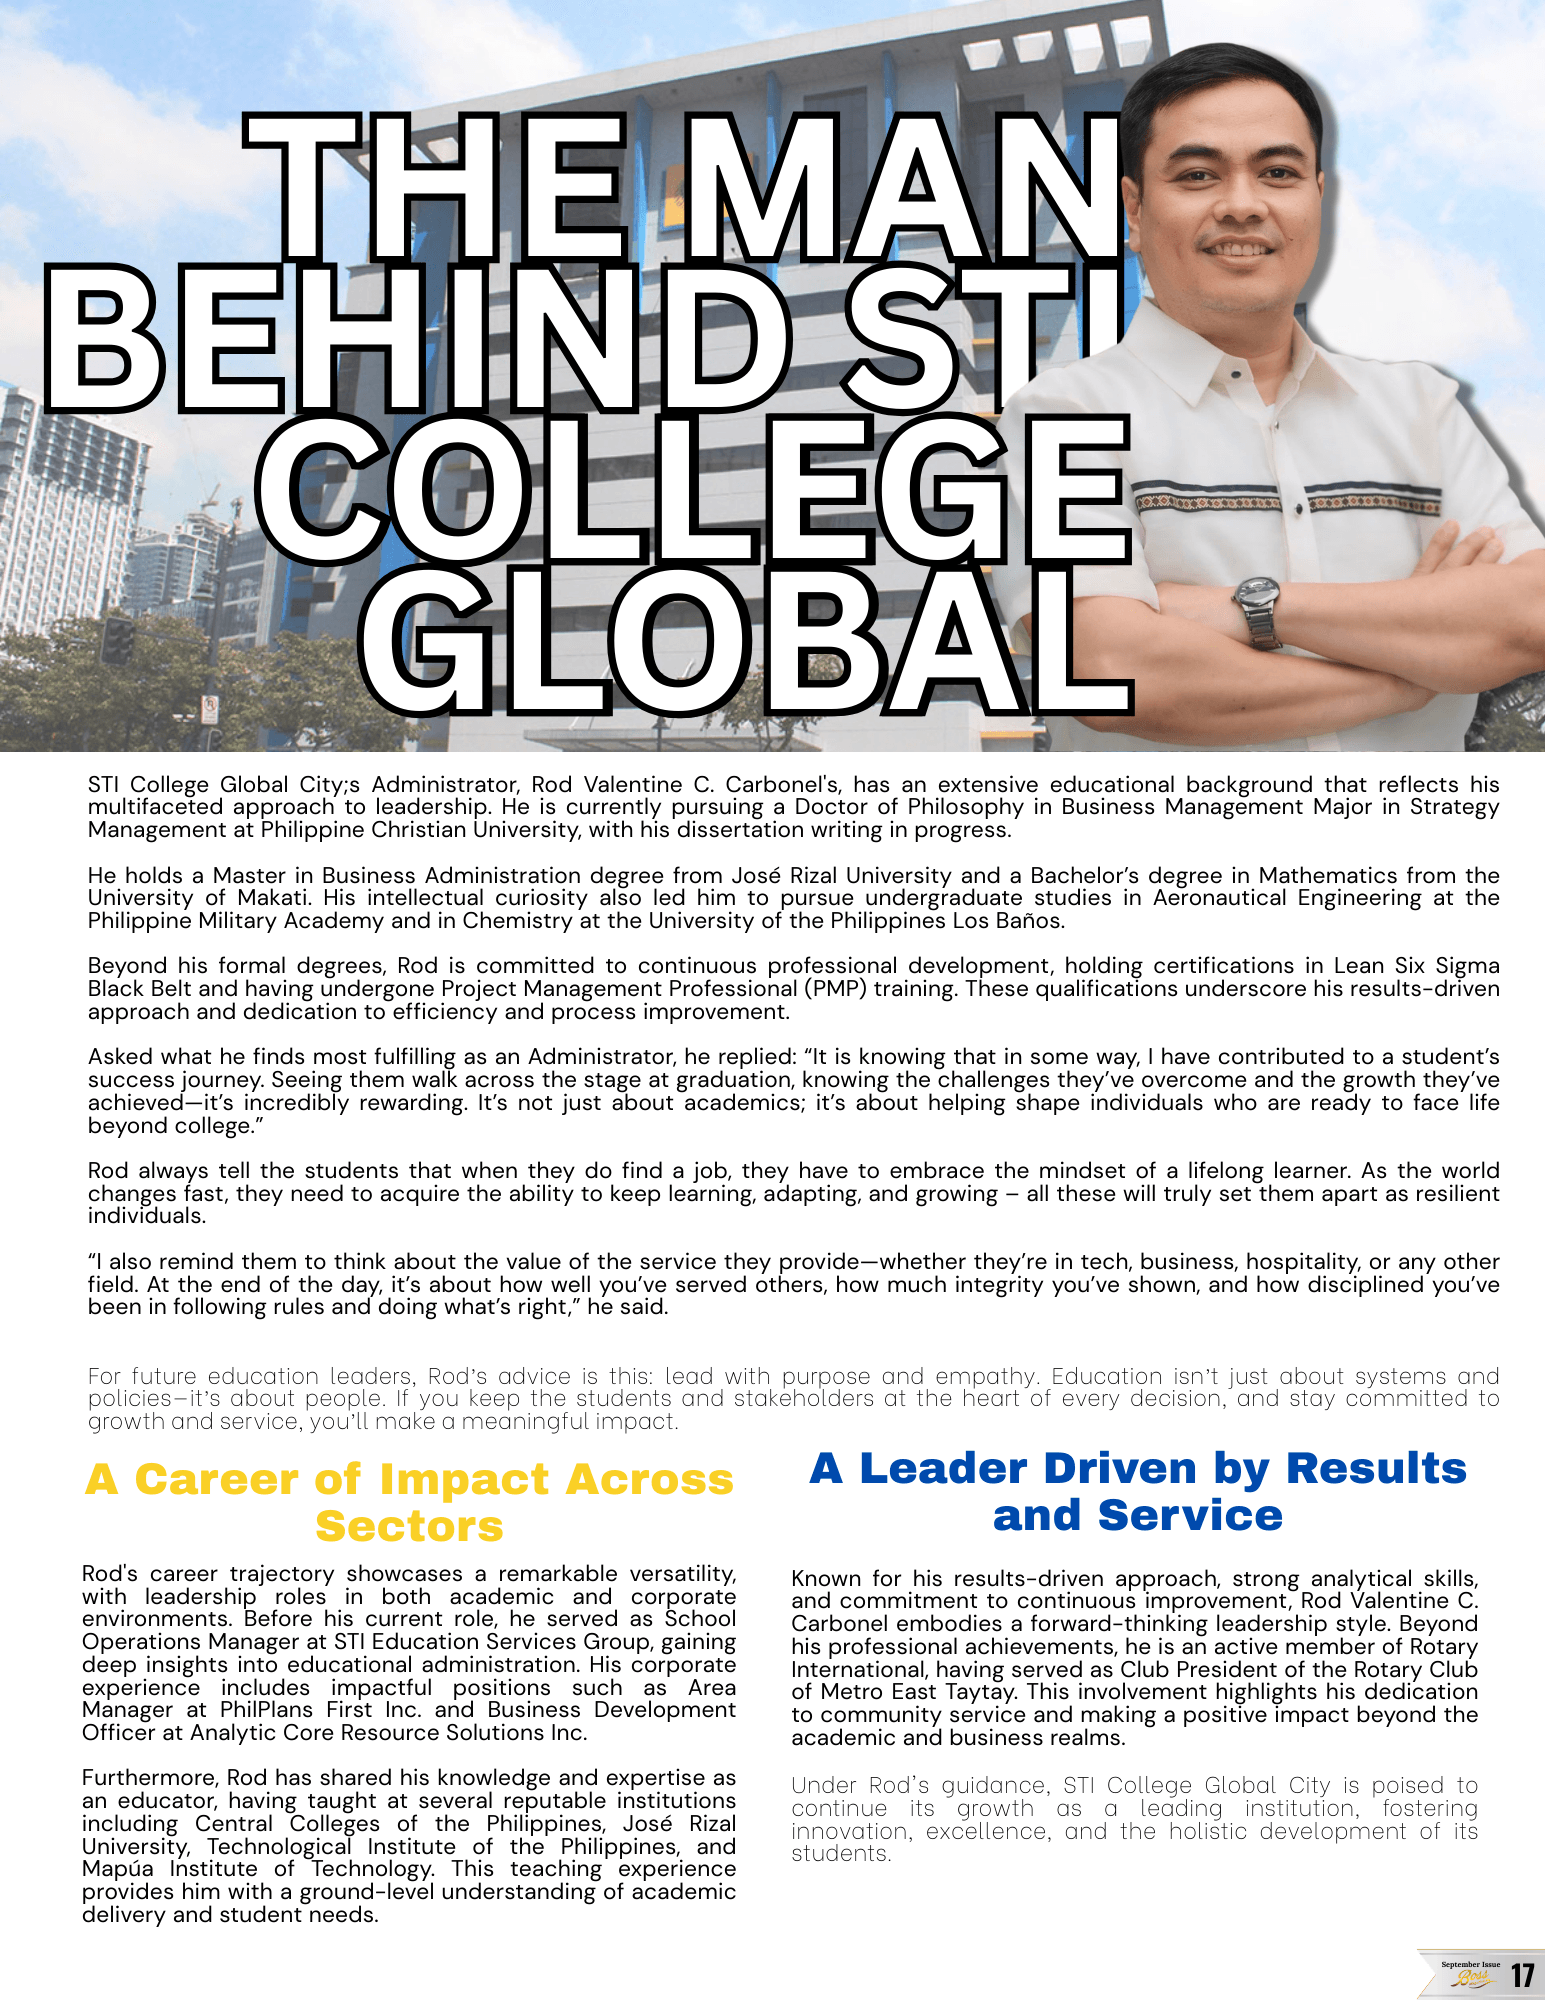 THE MAN
BEHIND STI
COLLEGE
GLOBAL
STI College Global City;s Administrator, Rod Valentine C. Carbonel's, has an extensive educational background that reflects his
multifaceted approach to leadership. He is currently pursuing a Doctor of Philosophy in Business Management Major in Strategy
Management at Philippine Christian University, with his dissertation writing in progress.
He holds a Master in Business Administration degree from José Rizal University and a Bachelor’s degree in Mathematics from the
University of Makati. His intellectual curiosity also led him to pursue undergraduate studies in Aeronautical Engineering at the
Philippine Military Academy and in Chemistry at the University of the Philippines Los Baños.
Beyond his formal degrees, Rod is committed to continuous professional development, holding certifications in Lean Six Sigma
Black Belt and having undergone Project Management Professional (PMP) training. These qualifications underscore his results-driven
approach and dedication to efficiency and process improvement.
Asked what he finds most fulfilling as an Administrator, he replied: “It is knowing that in some way, I have contributed to a student’s
success journey. Seeing them walk across the stage at graduation, knowing the challenges they’ve overcome and the growth they’ve
achieved—it’s incredibly rewarding. It’s not just about academics; it’s about helping shape individuals who are ready to face life
beyond college.”
Rod always tell the students that when they do find a job, they have to embrace the mindset of a lifelong learner. As the world
changes fast, they need to acquire the ability to keep learning, adapting, and growing – all these will truly set them apart as resilient
individuals.
“I also remind them to think about the value of the service they provide—whether they’re in tech, business, hospitality, or any other
field. At the end of the day, it’s about how well you’ve served others, how much integrity you’ve shown, and how disciplined you’ve
been in following rules and doing what’s right,” he said.
For future education leaders, Rod’s advice is this: lead with purpose and empathy. Education isn’t just about systems and
policies—it’s about people. If you keep the students and stakeholders at the heart of every decision, and stay committed to
growth and service, you’ll make a meaningful impact.
A Career of Impact Across
Sectors
Rod's career trajectory showcases a remarkable versatility,
with leadership roles in both academic and corporate
environments. Before his current role, he served as School
Operations Manager at STI Education Services Group, gaining
deep insights into educational administration. His corporate
experience includes impactful positions such as Area
Manager at PhilPlans First Inc. and Business Development
Officer at Analytic Core Resource Solutions Inc.
Furthermore, Rod has shared his knowledge and expertise as
an educator, having taught at several reputable institutions
including Central Colleges of the Philippines, José Rizal
University, Technological Institute of the Philippines, and
Mapúa Institute of Technology. This teaching experience
provides him with a ground-level understanding of academic
delivery and student needs.
A Leader Driven by Results
and Service
Known for his results-driven approach, strong analytical skills,
and commitment to continuous improvement, Rod Valentine C.
Carbonel embodies a forward-thinking leadership style. Beyond
his professional achievements, he is an active member of Rotary
International, having served as Club President of the Rotary Club
of Metro East Taytay. This involvement highlights his dedication
to community service and making a positive impact beyond the
academic and business realms.
Under Rod’s guidance, STI College Global City is poised to
continue its growth as a leading institution, fostering
innovation, excellence, and the holistic development of its
students.
September Issue
Boss
17